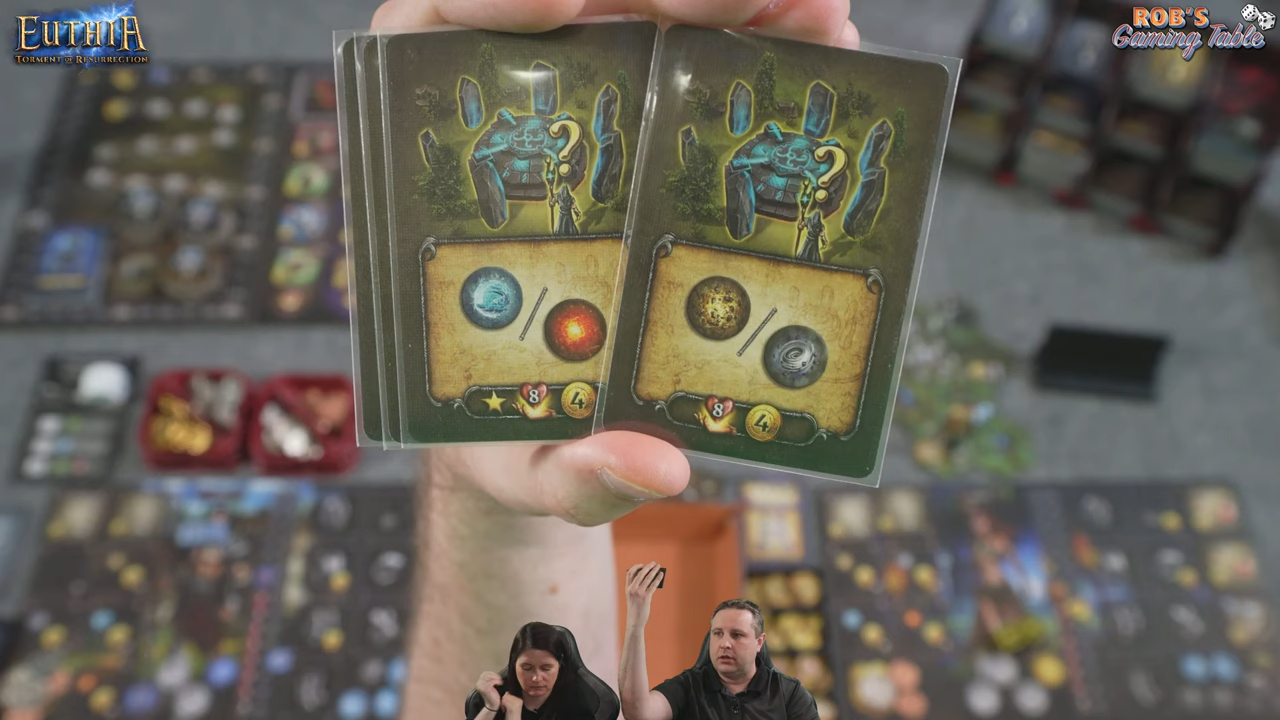 EUTHIA
TORMENT OF RESURRECTION
ROB'S
Gaming Table
?
?
8
4
8
4